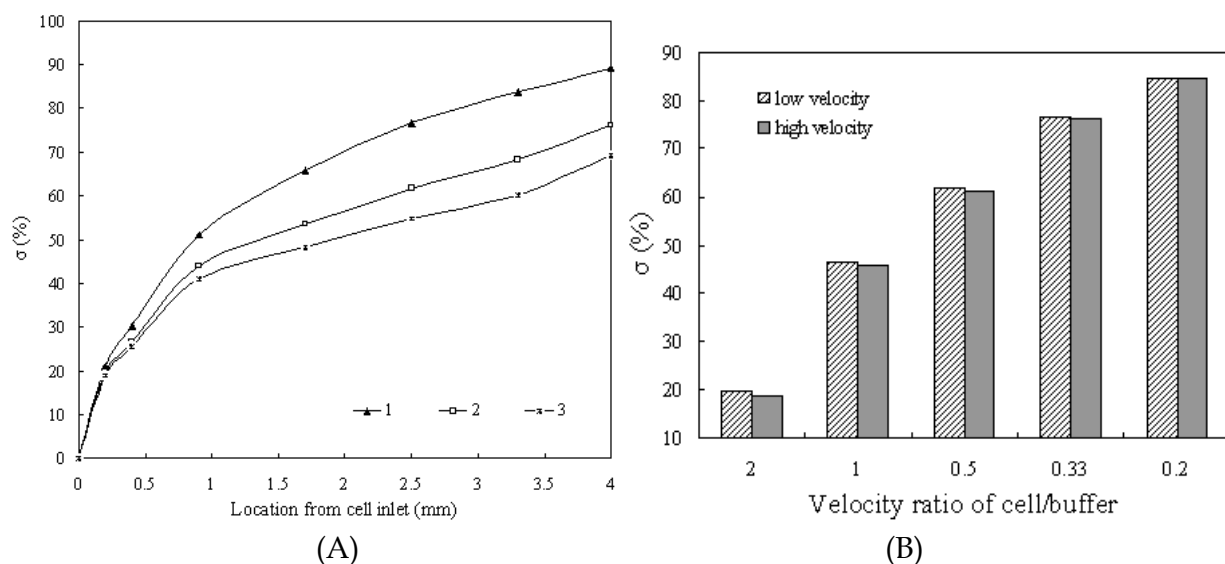 100
90
80
70
60
50
40
30
20
10
0
σ (%)
0 0.5 1 1.5 2 2.5 3 3.5 4
Location from cell inlet (mm)
1 2 3
(A)
90
80
70
60
50
40
30
20
10
σ (%)
low velocity
high velocity
2 1 0.5 0.33 0.2
Velocity ratio of cell/buffer
(B)